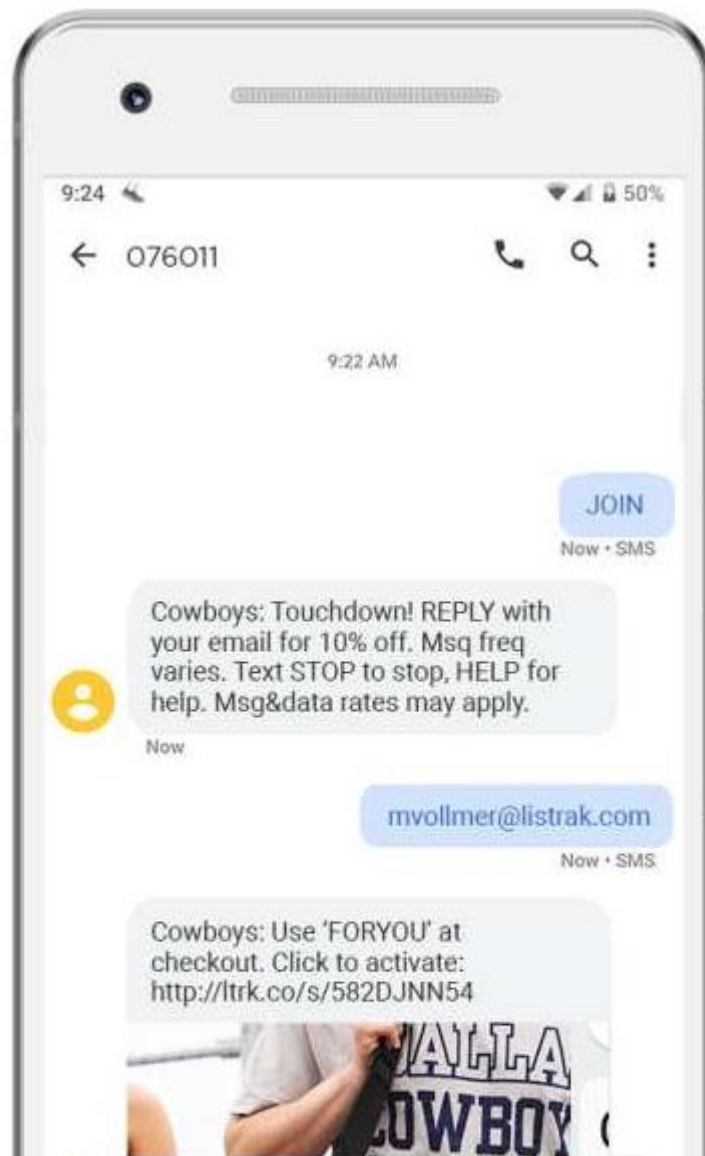 9:24
50%
076011
9:22 AM
JOIN
Now • SMS
Cowboys: Touchdown! REPLY with
your email for 10% off. Msq freq
varies. Text STOP to stop, HELP for
help. Msg&data rates may apply.
Now
mvollmer@listrak.com
Now • SMS
Cowboys: Use 'FORYOU' at
checkout. Click to activate:
http://ltrk.co/s/582DJNN54
ALLA
COWBOY